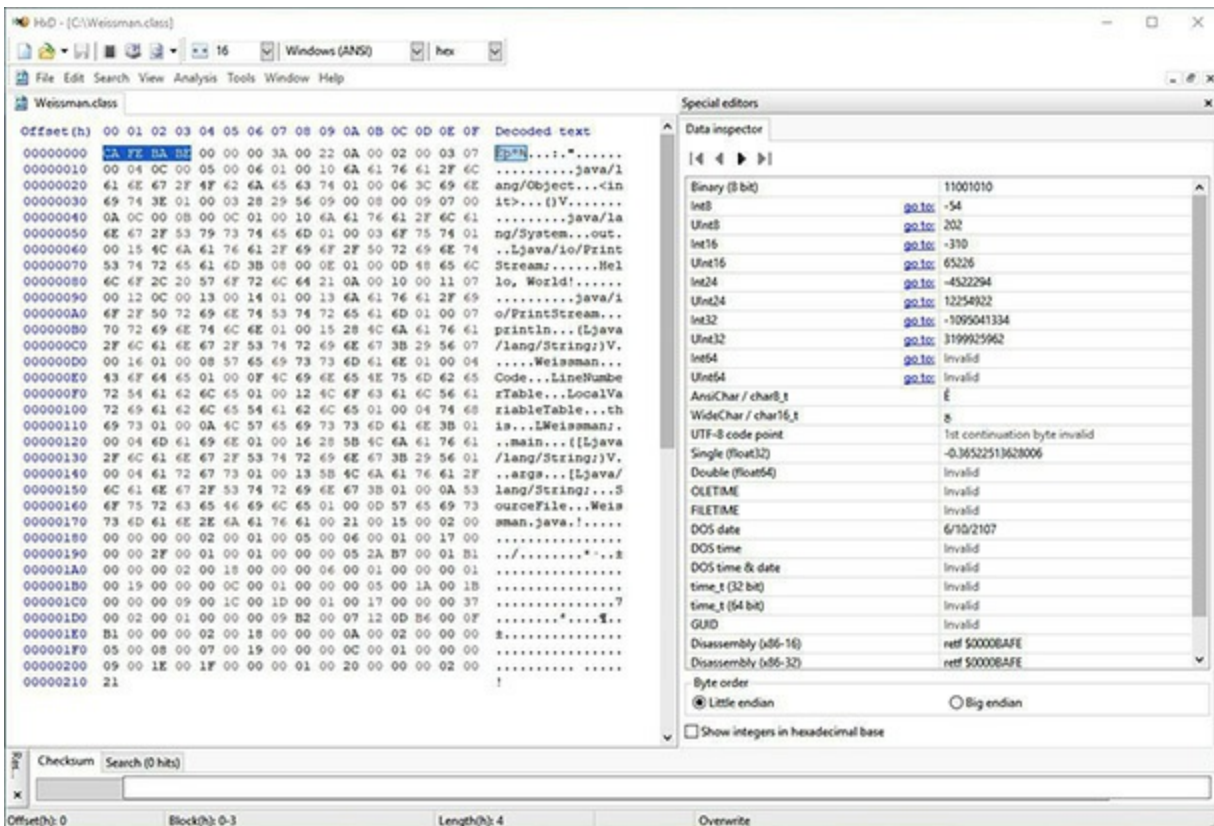 HxD - [C:\Weissman.class]
16 Windows (ANSI) hex
File Edit Search View Analysis Tools Window Help
Weissman.class
Offset(h) 00 01 02 03 04 05 06 07 08 09 0A 0B 0C 0D 0E 0F Decoded text
00000000 CA FE BA BE 00 00 00 3A 00 22 0A 00 02 00 03 07 Êþº¾...:."......
00000010 00 04 0C 00 05 00 06 01 00 10 6A 61 76 61 2F 6C ..........java/l
00000020 61 6E 67 2F 4F 62 6A 65 63 74 01 00 06 3C 69 6E ang/Object...<in
00000030 69 74 3E 01 00 03 28 29 56 09 00 08 00 09 07 00 it>...()V.......
00000040 0A 0C 00 0B 00 0C 01 00 10 6A 61 76 61 2F 6C 61 .........java/la
00000050 6E 67 2F 53 79 73 74 65 6D 01 00 03 6F 75 74 01 ng/System...out.
00000060 00 15 4C 6A 61 76 61 2F 69 6F 2F 50 72 69 6E 74 ..Ljava/io/Print
00000070 53 74 72 65 61 6D 3B 08 00 0E 01 00 0D 48 65 6C Stream;......Hel
00000080 6C 6F 2C 20 57 6F 72 6C 64 21 0A 00 10 00 11 07 lo, World!......
00000090 00 12 0C 00 13 00 14 01 00 13 6A 61 76 61 2F 69 ..........java/i
000000A0 6F 2F 50 72 69 6E 74 53 74 72 65 61 6D 01 00 07 o/PrintStream...
000000B0 70 72 69 6E 74 6C 6E 01 00 15 28 4C 6A 61 76 61 println...(Ljava
000000C0 2F 6C 61 6E 67 2F 53 74 72 69 6E 67 3B 29 56 07 /lang/String;)V.
000000D0 00 16 01 00 08 57 65 69 73 73 6D 61 6E 01 00 04 .....Weissman...
000000E0 43 6F 64 65 01 00 0F 4C 69 6E 65 4E 75 6D 62 65 Code...LineNumbe
000000F0 72 54 61 62 6C 65 01 00 12 4C 6F 63 61 6C 56 61 rTable...LocalVa
00000100 72 69 61 62 6C 65 54 61 62 6C 65 01 00 04 74 68 riableTable...th
00000110 69 73 01 00 0A 4C 57 65 69 73 73 6D 61 6E 3B 01 is...LWeissman;.
00000120 00 04 6D 61 69 6E 01 00 16 28 5B 4C 6A 61 76 61 ..main...([Ljava
00000130 2F 6C 61 6E 67 2F 53 74 72 69 6E 67 3B 29 56 01 /lang/String;)V.
00000140 00 04 61 72 67 73 01 00 13 5B 4C 6A 61 76 61 2F ..args...[Ljava/
00000150 6C 61 6E 67 2F 53 74 72 69 6E 67 3B 01 00 0A 53 lang/String;...S
00000160 6F 75 72 63 65 46 69 6C 65 01 00 0D 57 65 69 73 ourceFile...Weis
00000170 73 6D 61 6E 2E 6A 61 76 61 00 21 00 15 00 02 00 sman.java.!.....
00000180 00 00 00 00 02 00 01 00 05 00 06 00 01 00 17 00 ................
00000190 00 00 2F 00 01 00 01 00 00 00 05 2A B7 00 01 B1 ../........*·..±
000001A0 00 00 00 02 00 18 00 00 00 06 00 01 00 00 00 01 ................
000001B0 00 19 00 00 00 0C 00 01 00 00 00 05 00 1A 00 1B ................
000001C0 00 00 00 09 00 1C 00 1D 00 01 00 17 00 00 00 37 ...............7
000001D0 00 02 00 01 00 00 00 09 B2 00 07 12 0D B6 00 0F ........²....¶..
000001E0 B1 00 00 00 02 00 18 00 00 00 0A 00 02 00 00 00 ±...............
000001F0 05 00 08 00 07 00 19 00 00 00 0C 00 01 00 00 00 ................
00000200 09 00 1E 00 1F 00 00 00 01 00 20 00 00 00 02 00 .......... .....
00000210 21 !
Special editors
Data inspector
Binary (8 bit) 11001010
Int8 go to: -54
UInt8 go to: 202
Int16 go to: -310
UInt16 go to: 65226
Int24 go to: -4522294
UInt24 go to: 12254922
Int32 go to: -1095041334
UInt32 go to: 3199925962
Int64 go to: Invalid
UInt64 go to: Invalid
AnsiChar / char8_t Ê
WideChar / char16_t
UTF-8 code point 1st continuation byte invalid
Single (float32) -0.36522513628006
Double (float64) Invalid
OLETIME Invalid
FILETIME Invalid
DOS date 6/10/2107
DOS time Invalid
DOS time & date Invalid
time_t (32 bit) Invalid
time_t (64 bit) Invalid
GUID Invalid
Disassembly (x86-16) retf $0000BAFE
Disassembly (x86-32) retf $0000BAFE
Byte order
Little endian Big endian
Show integers in hexadecimal base
Res...
Checksum Search (0 hits)
Offset(h): 0 Block(h): 0-3 Length(h): 4 Overwrite